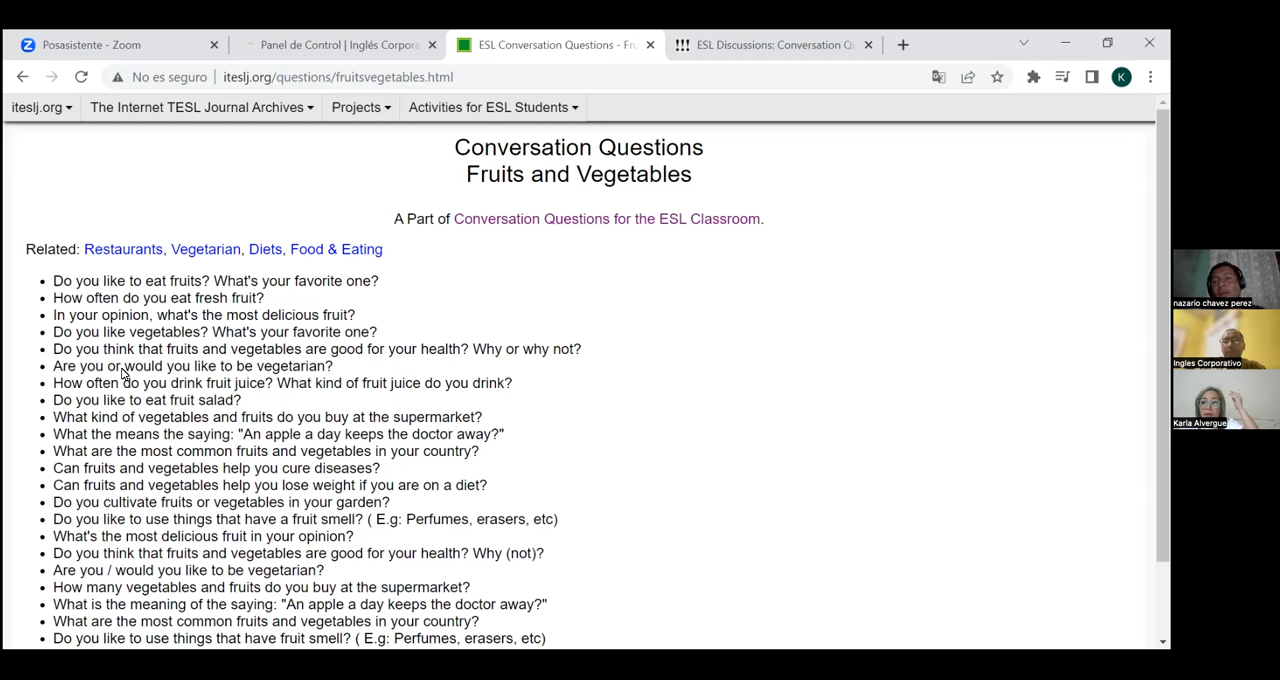 Posasistente - Zoom
Panel de Control | Inglés Corpora
ESL Conversation Questions - Fru
ESL Discussions: Conversation Q
No es seguro | iteslj.org/questions/fruitsvegetables.html
K
iteslj.org
The Internet TESL Journal Archives
Projects
Activities for ESL Students
Conversation Questions
Fruits and Vegetables
A Part of Conversation Questions for the ESL Classroom.
Related: Restaurants, Vegetarian, Diets, Food & Eating
• Do you like to eat fruits? What's your favorite one?
• How often do you eat fresh fruit?
• In your opinion, what's the most delicious fruit?
• Do you like vegetables? What's your favorite one?
• Do you think that fruits and vegetables are good for your health? Why or why not?
• Are you or would you like to be vegetarian?
• How often do you drink fruit juice? What kind of fruit juice do you drink?
• Do you like to eat fruit salad?
• What kind of vegetables and fruits do you buy at the supermarket?
• What the means the saying: "An apple a day keeps the doctor away?"
• What are the most common fruits and vegetables in your country?
• Can fruits and vegetables help you cure diseases?
• Can fruits and vegetables help you lose weight if you are on a diet?
• Do you cultivate fruits or vegetables in your garden?
• Do you like to use things that have a fruit smell? ( E.g: Perfumes, erasers, etc)
• What's the most delicious fruit in your opinion?
• Do you think that fruits and vegetables are good for your health? Why (not)?
• Are you / would you like to be vegetarian?
• How many vegetables and fruits do you buy at the supermarket?
• What is the meaning of the saying: "An apple a day keeps the doctor away?"
• What are the most common fruits and vegetables in your country?
• Do you like to use things that have fruit smell? ( E.g: Perfumes, erasers, etc)
nazario chavez perez
Ingles Corporativo
Karla Alvergue